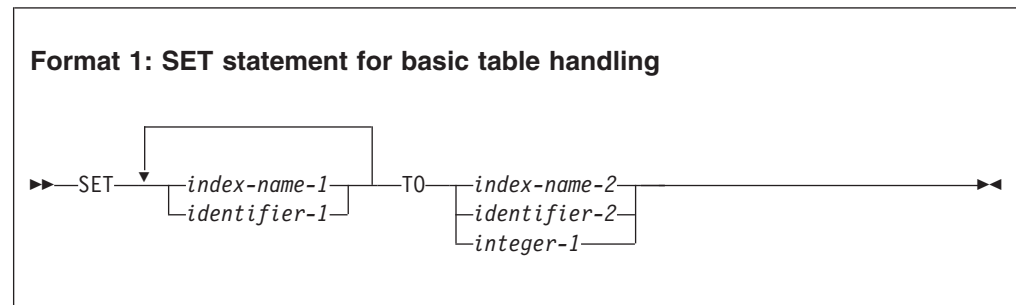 Format 1: SET statement for basic table handling
SET index-name-1 TO index-name-2
identifier-1 identifier-2
integer-1